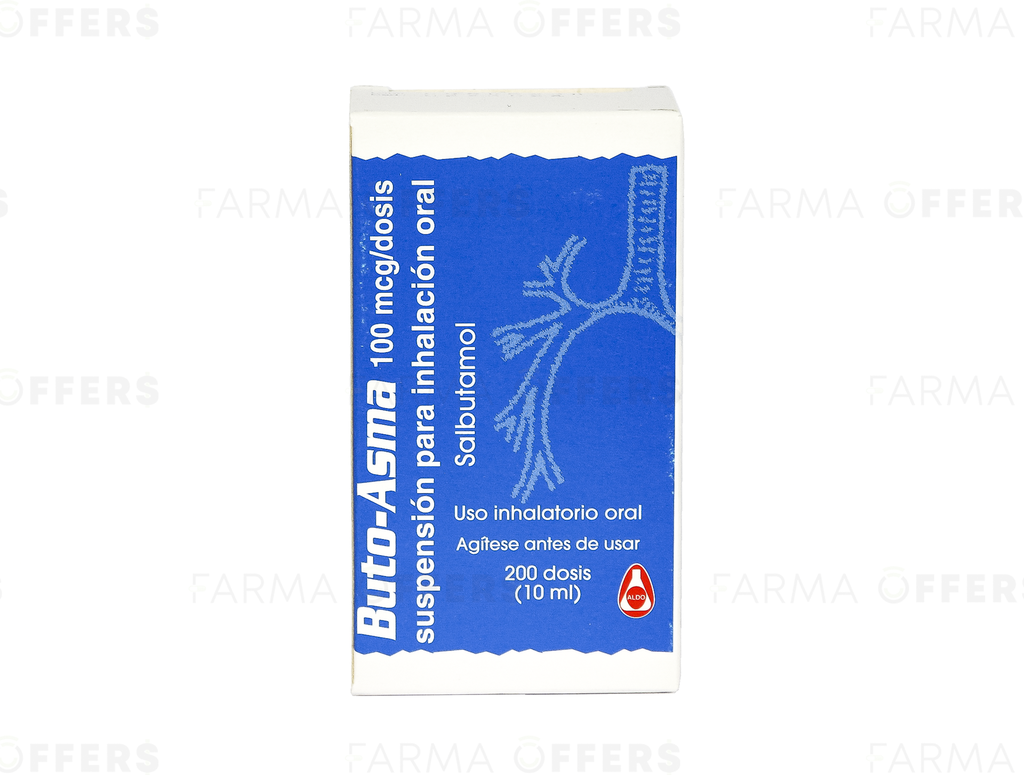 Buto-Asma 100 mcg/dosis
suspensión para inhalación oral
Salbutamol
Uso inhalatorio oral
Agítese antes de usar
200 dosis
(10 ml)
ALDO
FARMA OFFERS